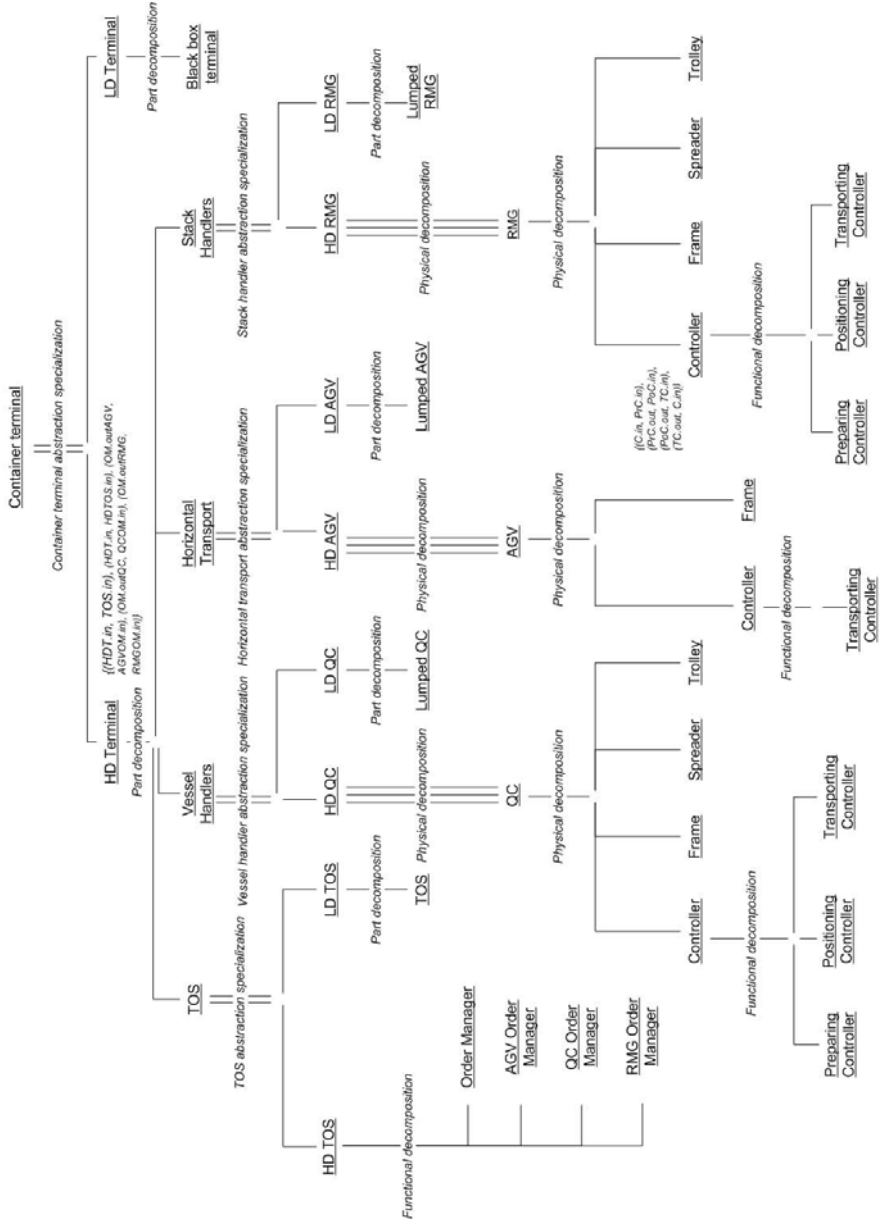 Container terminal
Container terminal abstraction specialization
HD Terminal
{(HDT.in, TOS.in), (HDT.in, HDTOS.in), (OM.outAGV,
AGVOM.in), (OM.outQC, QCOM.in), (OM.outRMG,
RMGOM.in)}
Part decomposition
LD Terminal
Part decomposition
Black box
terminal
TOS
Vessel
Handlers
Horizontal
Transport
Stack
Handlers
TOS abstraction specialization
Vessel handler abstraction specialization
Horizontal transport abstraction specialization
Stack handler abstraction specialization
HD TOS
LD TOS
HD QC
LD QC
HD AGV
LD AGV
HD RMG
LD RMG
Functional decomposition
Part decomposition
Physical decomposition
Part decomposition
Physical decomposition
Part decomposition
Physical decomposition
Part decomposition
TOS
Lumped QC
Lumped AGV
Lumped
RMG
Order Manager
AGV Order
Manager
QC Order
Manager
RMG Order
Manager
QC
AGV
RMG
Physical decomposition
Physical decomposition
Physical decomposition
Controller
Frame
Spreader
Trolley
Controller
Frame
{(C.in, PrC.in),
(PrC.out, PoC.in),
(PoC.out, TC.in),
(TC.out, C.in)}
Controller
Frame
Spreader
Trolley
Functional decomposition
Functional decomposition
Functional decomposition
Preparing
Controller
Positioning
Controller
Transporting
Controller
Transporting
Controller
Preparing
Controller
Positioning
Controller
Transporting
Controller